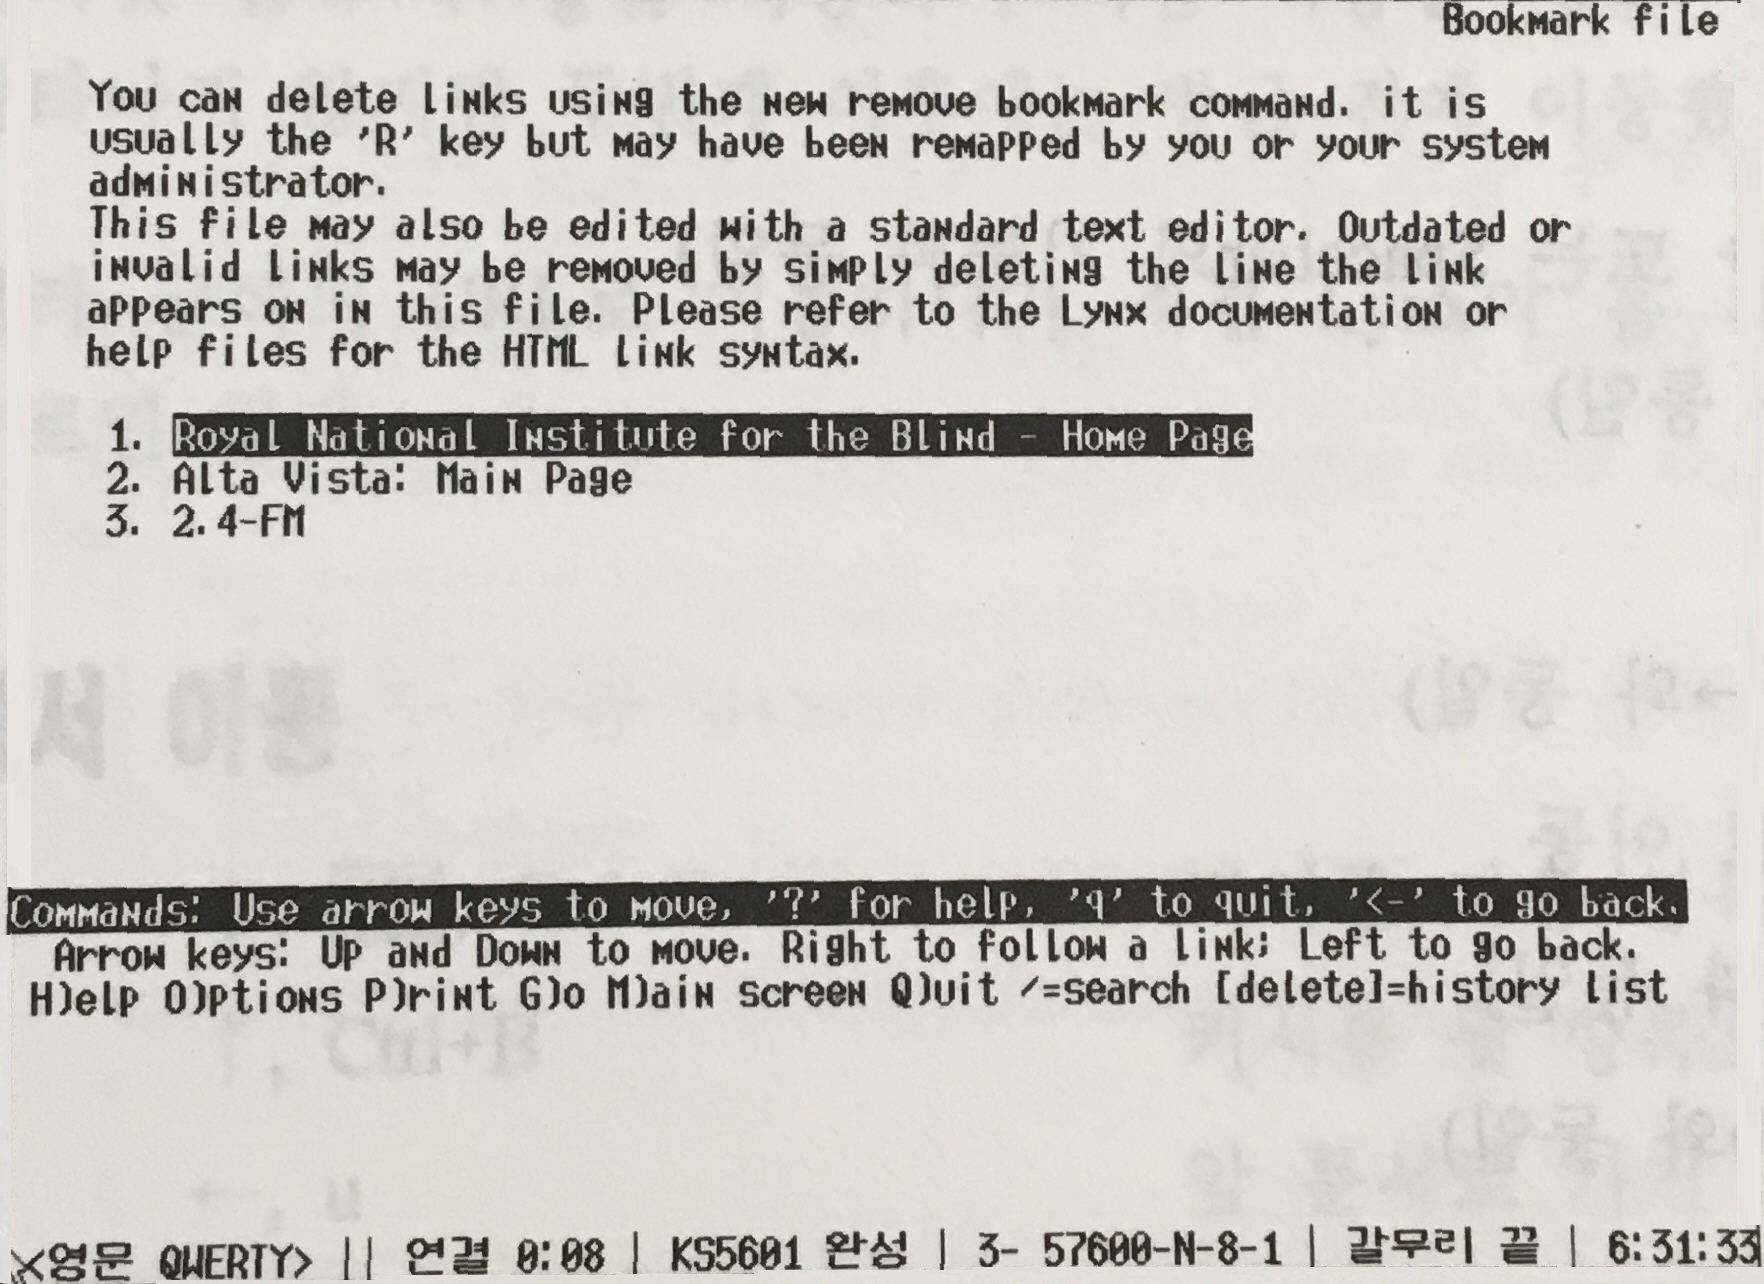 Bookmark file
You can delete links using the new remove bookmark command. it is
usually the 'R' key but may have been remapped by you or your system
administrator.
This file may also be edited with a standard text editor. Outdated or
invalid links may be removed by simply deleting the line the link
appears on in this file. Please refer to the Lynx documentation or
help files for the HTML link syntax.
1. Royal National Institute for the Blind - Home Page
2. Alta Vista: Main Page
3. 2.4-FM
Commands: Use arrow keys to move, '?' for help, 'q' to quit, '<-' to go back.
Arrow keys: Up and Down to move. Right to follow a link; Left to go back.
H)elp O)ptions P)rint G)o M)ain screen Q)uit /=search [delete]=history list
<영문 QWERTY> || 연결 0:08 | KS5601 완성 | 3- 57600-N-8-1 | 갈무리 끝 | 6:31:33